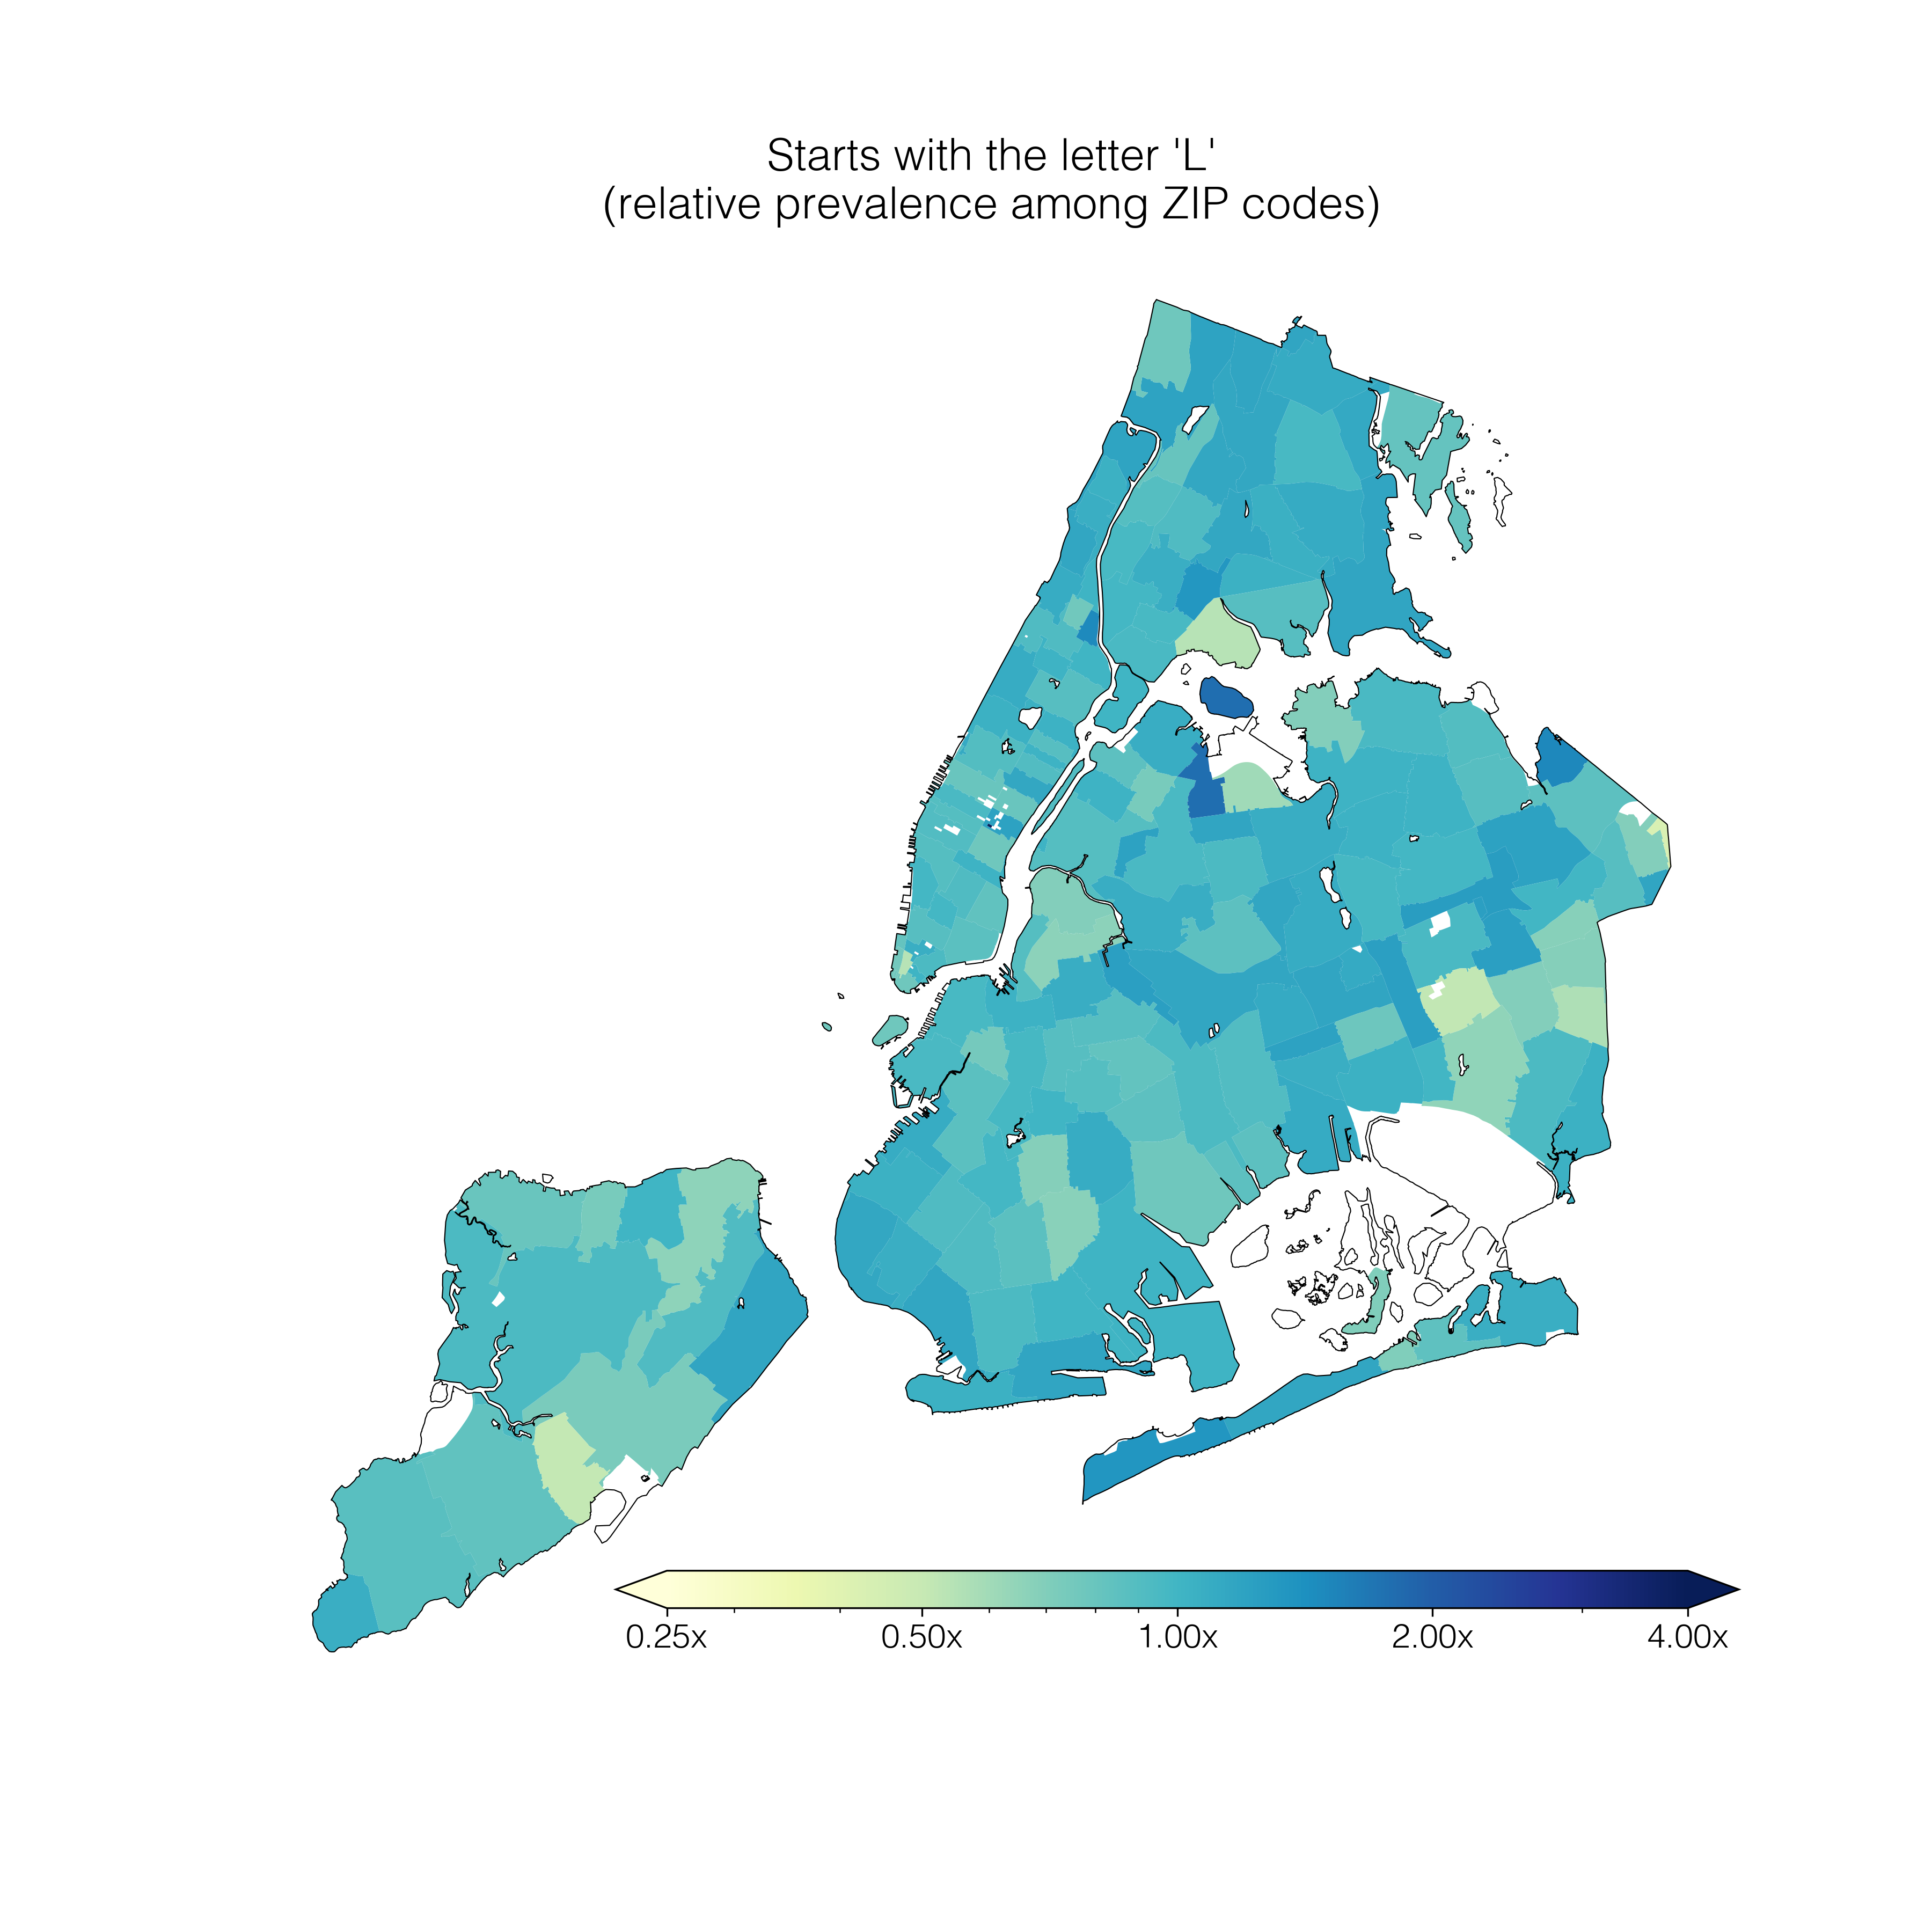 Starts with the letter 'L'
(relative prevalence among ZIP codes)
0.25x 0.50x 1.00x 2.00x 4.00x